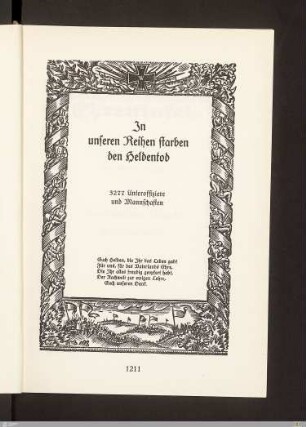 In
unseren Reihen starben
den Heldentod
3277 Unteroffiziere
und Mannschaften
Euch Helden, die Ihr das Leben gabt
Für uns, für des Vaterlands Ehre,
Die Ihr alles freudig geopfert habt,
Der Nachwelt zur ewigen Lehre,
Euch unseren Dank!
1211